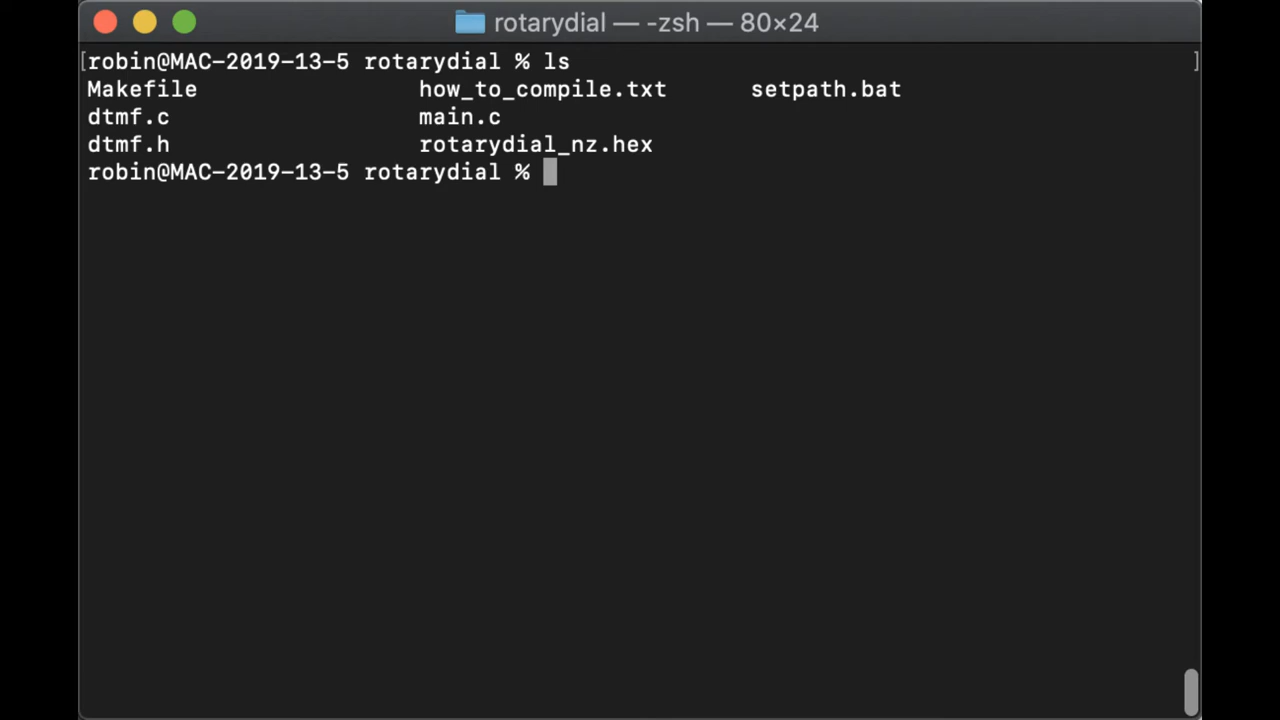 rotarydial — -zsh — 80×24
[robin@MAC-2019-13-5 rotarydial % ls ]
Makefile how_to_compile.txt setpath.bat
dtmf.c main.c
dtmf.h rotarydial_nz.hex
robin@MAC-2019-13-5 rotarydial %